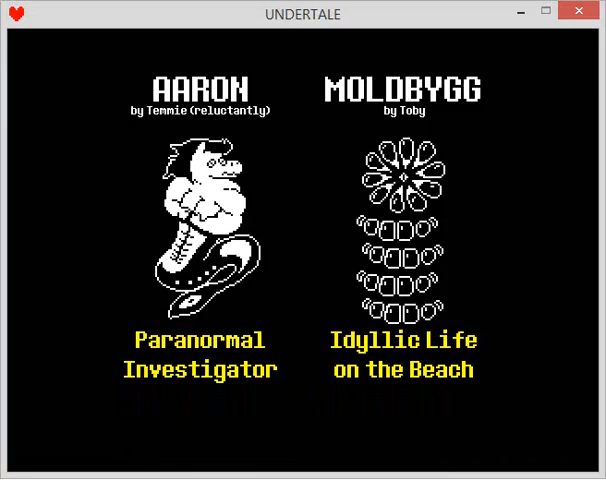 UNDERTALE
AARON
by Temmie (reluctantly)
Paranormal
Investigator
MOLDBYGG
by Toby
Idyllic Life
on the Beach